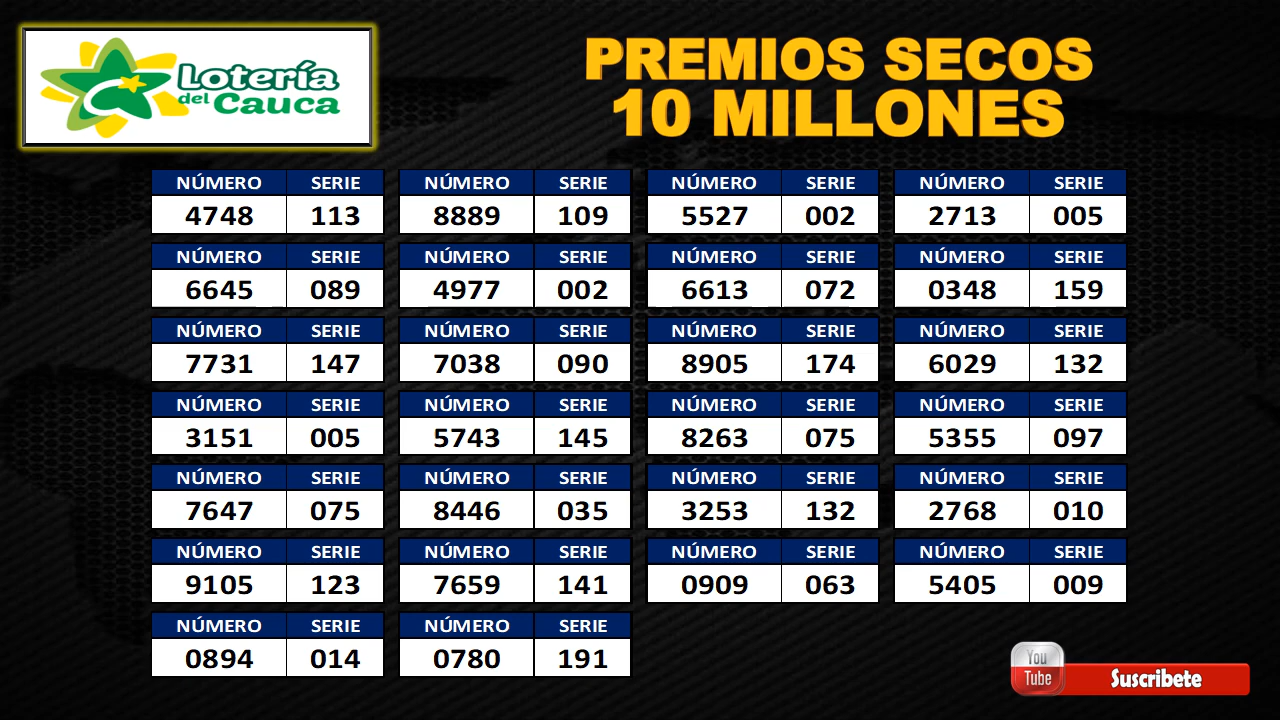 Lotería
del Cauca
PREMIOS SECOS
10 MILLONES
NÚMERO SERIE NÚMERO SERIE NÚMERO SERIE NÚMERO SERIE
4748 113 8889 109 5527 002 2713 005
NÚMERO SERIE NÚMERO SERIE NÚMERO SERIE NÚMERO SERIE
6645 089 4977 002 6613 072 0348 159
NÚMERO SERIE NÚMERO SERIE NÚMERO SERIE NÚMERO SERIE
7731 147 7038 090 8905 174 6029 132
NÚMERO SERIE NÚMERO SERIE NÚMERO SERIE NÚMERO SERIE
3151 005 5743 145 8263 075 5355 097
NÚMERO SERIE NÚMERO SERIE NÚMERO SERIE NÚMERO SERIE
7647 075 8446 035 3253 132 2768 010
NÚMERO SERIE NÚMERO SERIE NÚMERO SERIE NÚMERO SERIE
9105 123 7659 141 0909 063 5405 009
NÚMERO SERIE NÚMERO SERIE
0894 014 0780 191
You
Tube
Suscribete